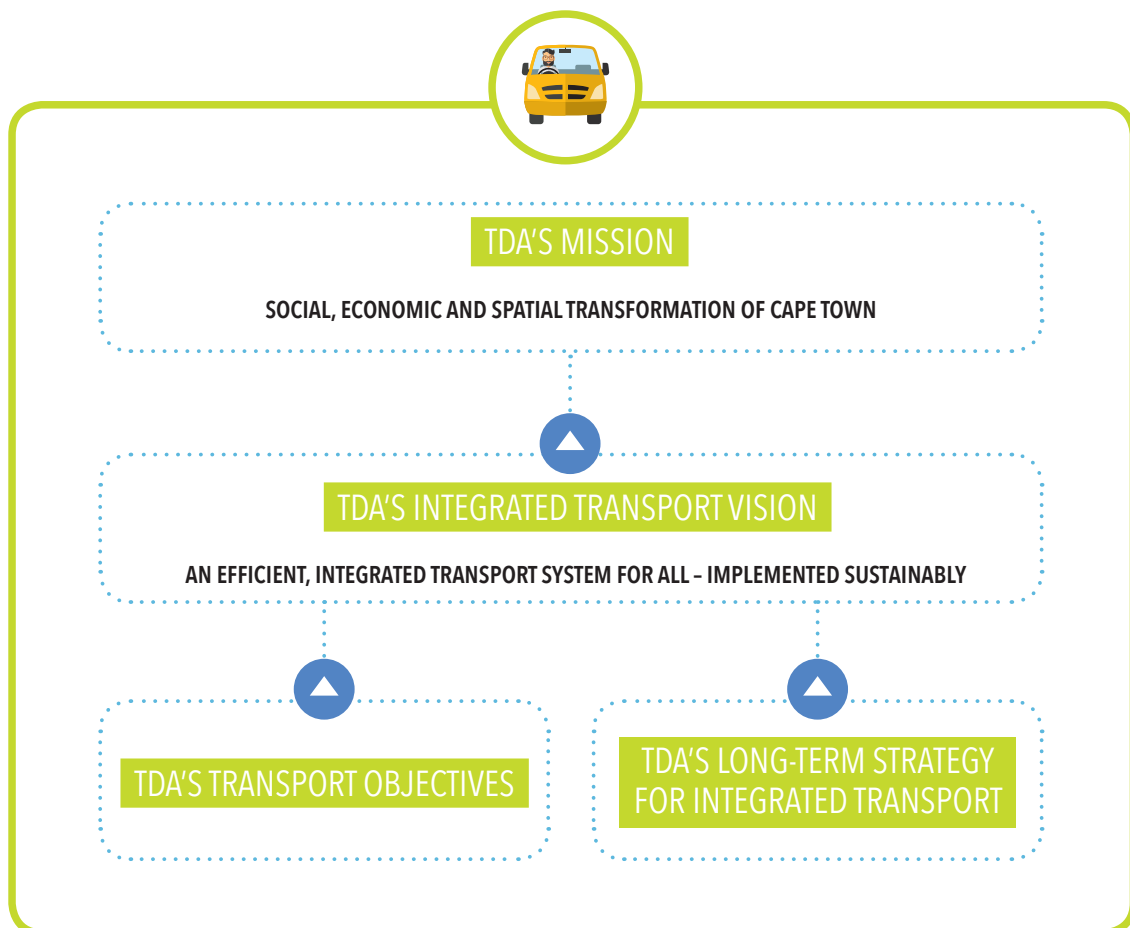 TDA'S MISSION
SOCIAL, ECONOMIC AND SPATIAL TRANSFORMATION OF CAPE TOWN
TDA'S INTEGRATED TRANSPORT VISION
AN EFFICIENT, INTEGRATED TRANSPORT SYSTEM FOR ALL – IMPLEMENTED SUSTAINABLY
TDA'S TRANSPORT OBJECTIVES
TDA'S LONG-TERM STRATEGY
FOR INTEGRATED TRANSPORT